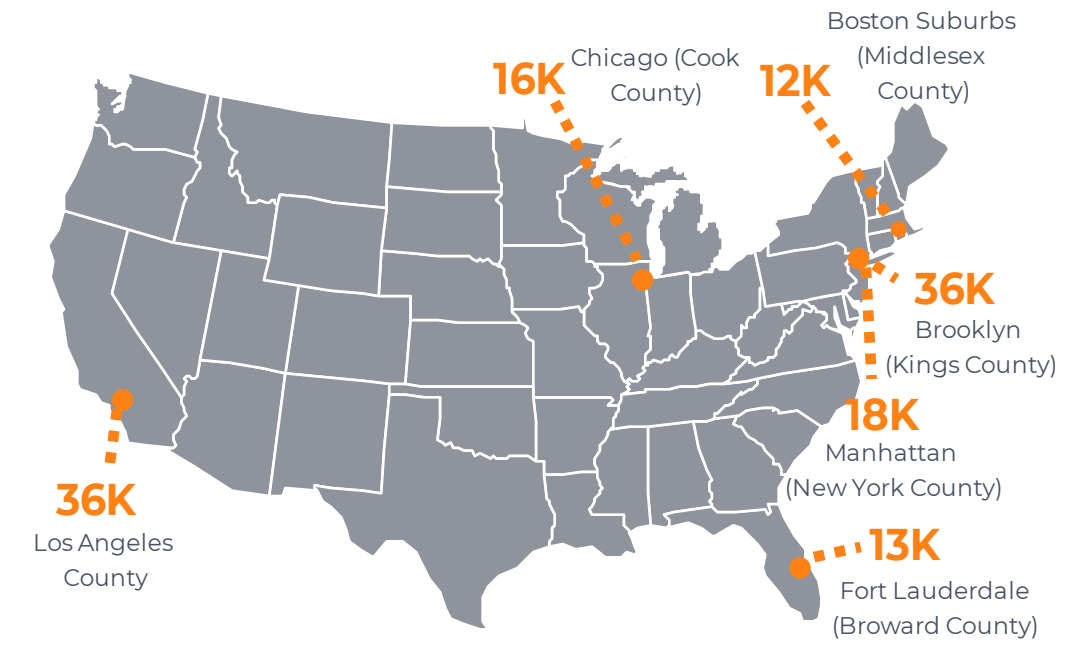 Boston Suburbs
(Middlesex
County)
12K
16K
Chicago (Cook
County)
36K
Brooklyn
(Kings County)
18K
Manhattan
(New York County)
36K
Los Angeles
County
13K
Fort Lauderdale
(Broward County)